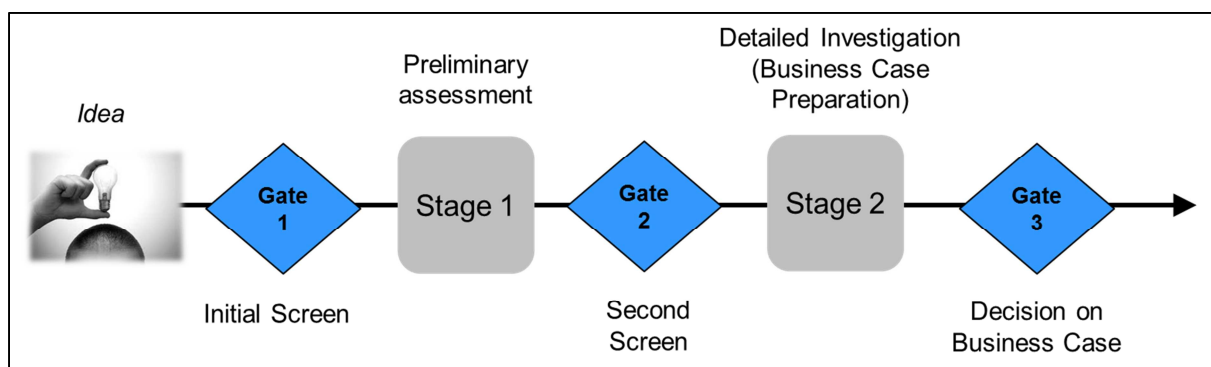 Idea
Gate
1
Initial Screen
Preliminary
assessment
Stage 1
Gate
2
Second
Screen
Detailed Investigation
(Business Case
Preparation)
Stage 2
Gate
3
Decision on
Business Case